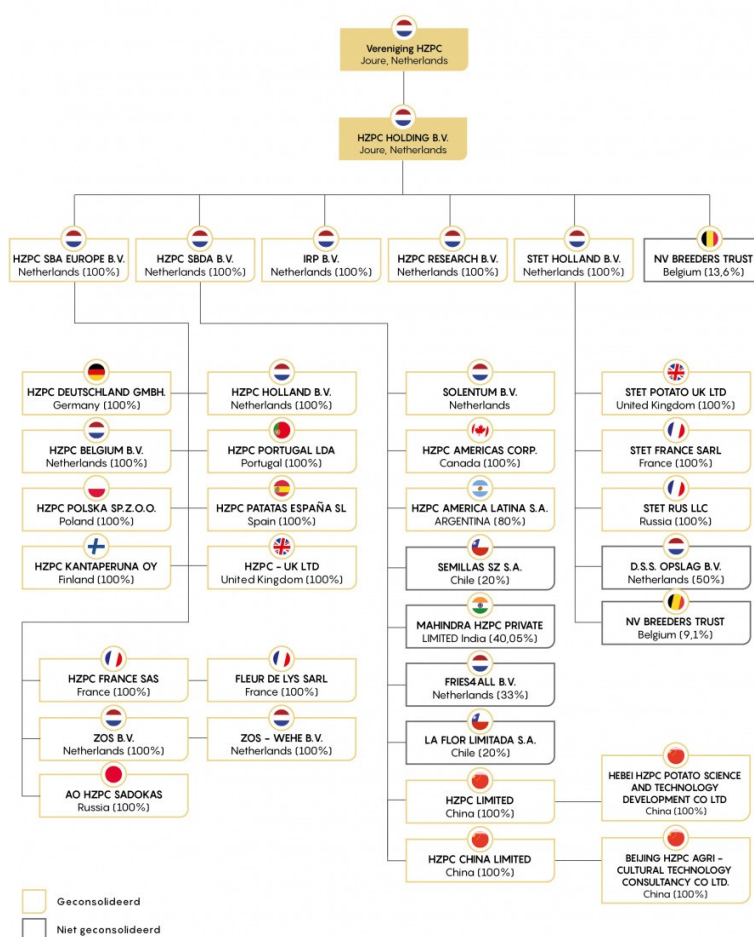 Vereniging HZPC
Joure, Netherlands
HZPC HOLDING B.V.
Joure, Netherlands
HZPC SBA EUROPE B.V.
Netherlands (100%)
HZPC SBDA B.V.
Netherlands (100%)
IRP B.V.
Netherlands (100%)
HZPC RESEARCH B.V.
Netherlands (100%)
STET HOLLAND B.V.
Netherlands (100%)
NV BREEDERS TRUST
Belgium (13,6%)
HZPC DEUTSCHLAND GMBH.
Germany (100%)
HZPC HOLLAND B.V.
Netherlands (100%)
HZPC BELGIUM B.V.
Netherlands (100%)
HZPC PORTUGAL LDA
Portugal (100%)
HZPC POLSKA SP.Z.O.O.
Poland (100%)
HZPC PATATAS ESPAÑA SL
Spain (100%)
HZPC KANTAPERUNA OY
Finland (100%)
HZPC - UK LTD
United Kingdom (100%)
HZPC FRANCE SAS
France (100%)
FLEUR DE LYS SARL
France (100%)
ZOS B.V.
Netherlands (100%)
ZOS - WEHE B.V.
Netherlands (100%)
AO HZPC SADOKAS
Russia (100%)
SOLENTUM B.V.
Netherlands
HZPC AMERICAS CORP.
Canada (100%)
HZPC AMERICA LATINA S.A.
ARGENTINA (80%)
SEMILLAS SZ S.A.
Chile (20%)
MAHINDRA HZPC PRIVATE
LIMITED India (40,05%)
FRIES4ALL B.V.
Netherlands (33%)
LA FLOR LIMITADA S.A.
Chile (20%)
HZPC LIMITED
China (100%)
HEBEI HZPC POTATO SCIENCE
AND TECHNOLOGY
DEVELOPMENT CO LTD
China (100%)
HZPC CHINA LIMITED
China (100%)
BEIJING HZPC AGRI -
CULTURAL TECHNOLOGY
CONSULTANCY CO LTD.
China (100%)
STET POTATO UK LTD
United Kingdom (100%)
STET FRANCE SARL
France (100%)
STET RUS LLC
Russia (100%)
D.S.S. OPSLAG B.V.
Netherlands (50%)
NV BREEDERS TRUST
Belgium (9,1%)
Geconsolideerd
Niet geconsolideerd